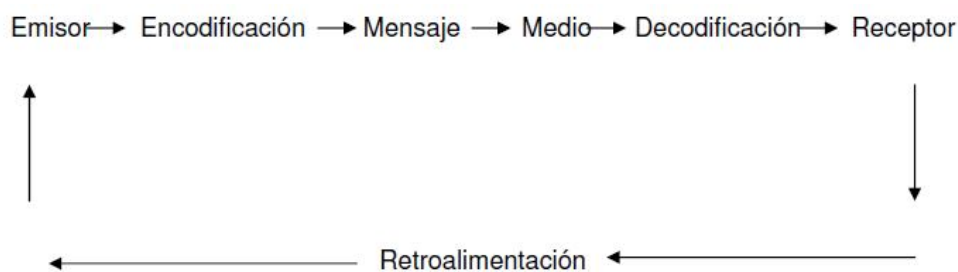 Emisor Encodificación Mensaje Medio Decodificación Receptor
Retroalimentación